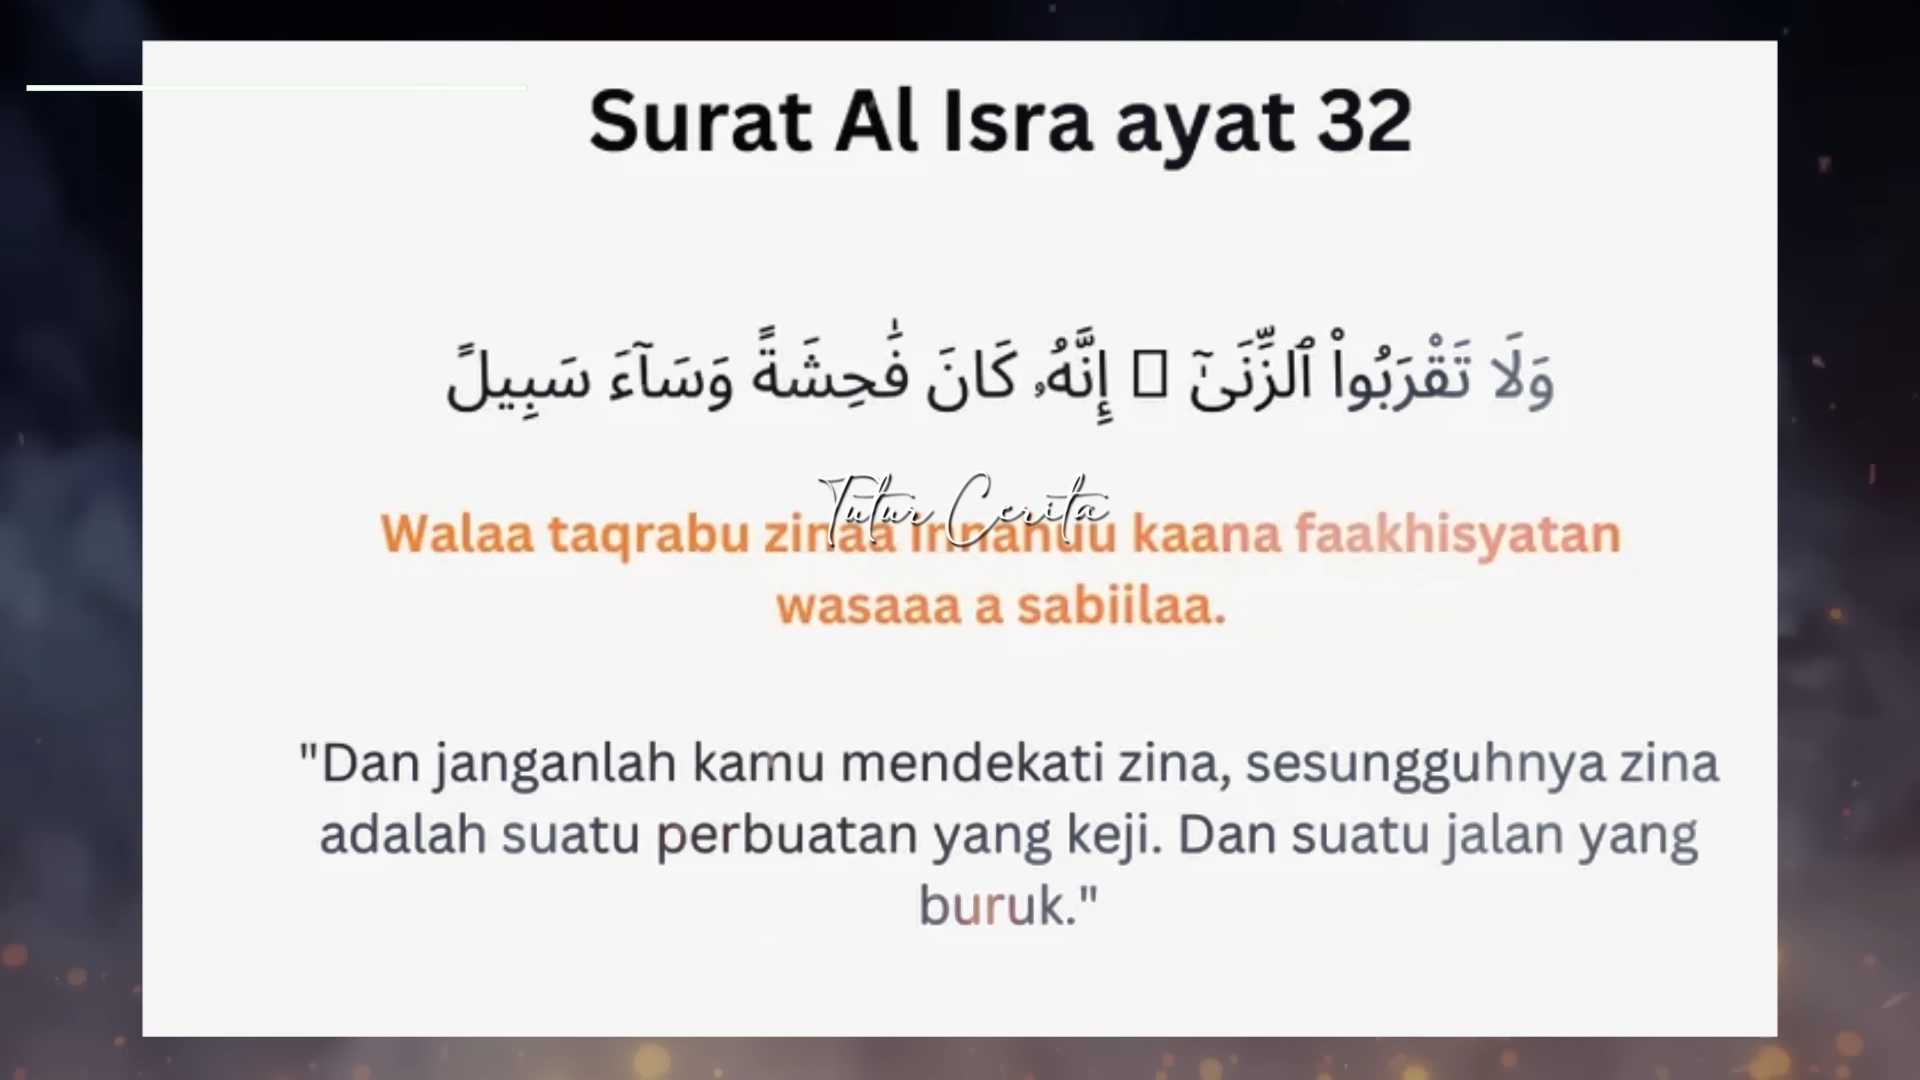 Surat Al Isra ayat 32
وَلَا تَقْرَبُوا۟ ٱلزِّنَىٰٓ ▯ إِنَّهُۥ كَانَ فَٰحِشَةً وَسَآءَ سَبِيلً
Tutur Cerita
Walaa taqrabu zinaa innahuu kaana faakhisyatan
wasaaa a sabiilaa.
"Dan janganlah kamu mendekati zina, sesungguhnya zina
adalah suatu perbuatan yang keji. Dan suatu jalan yang
buruk."